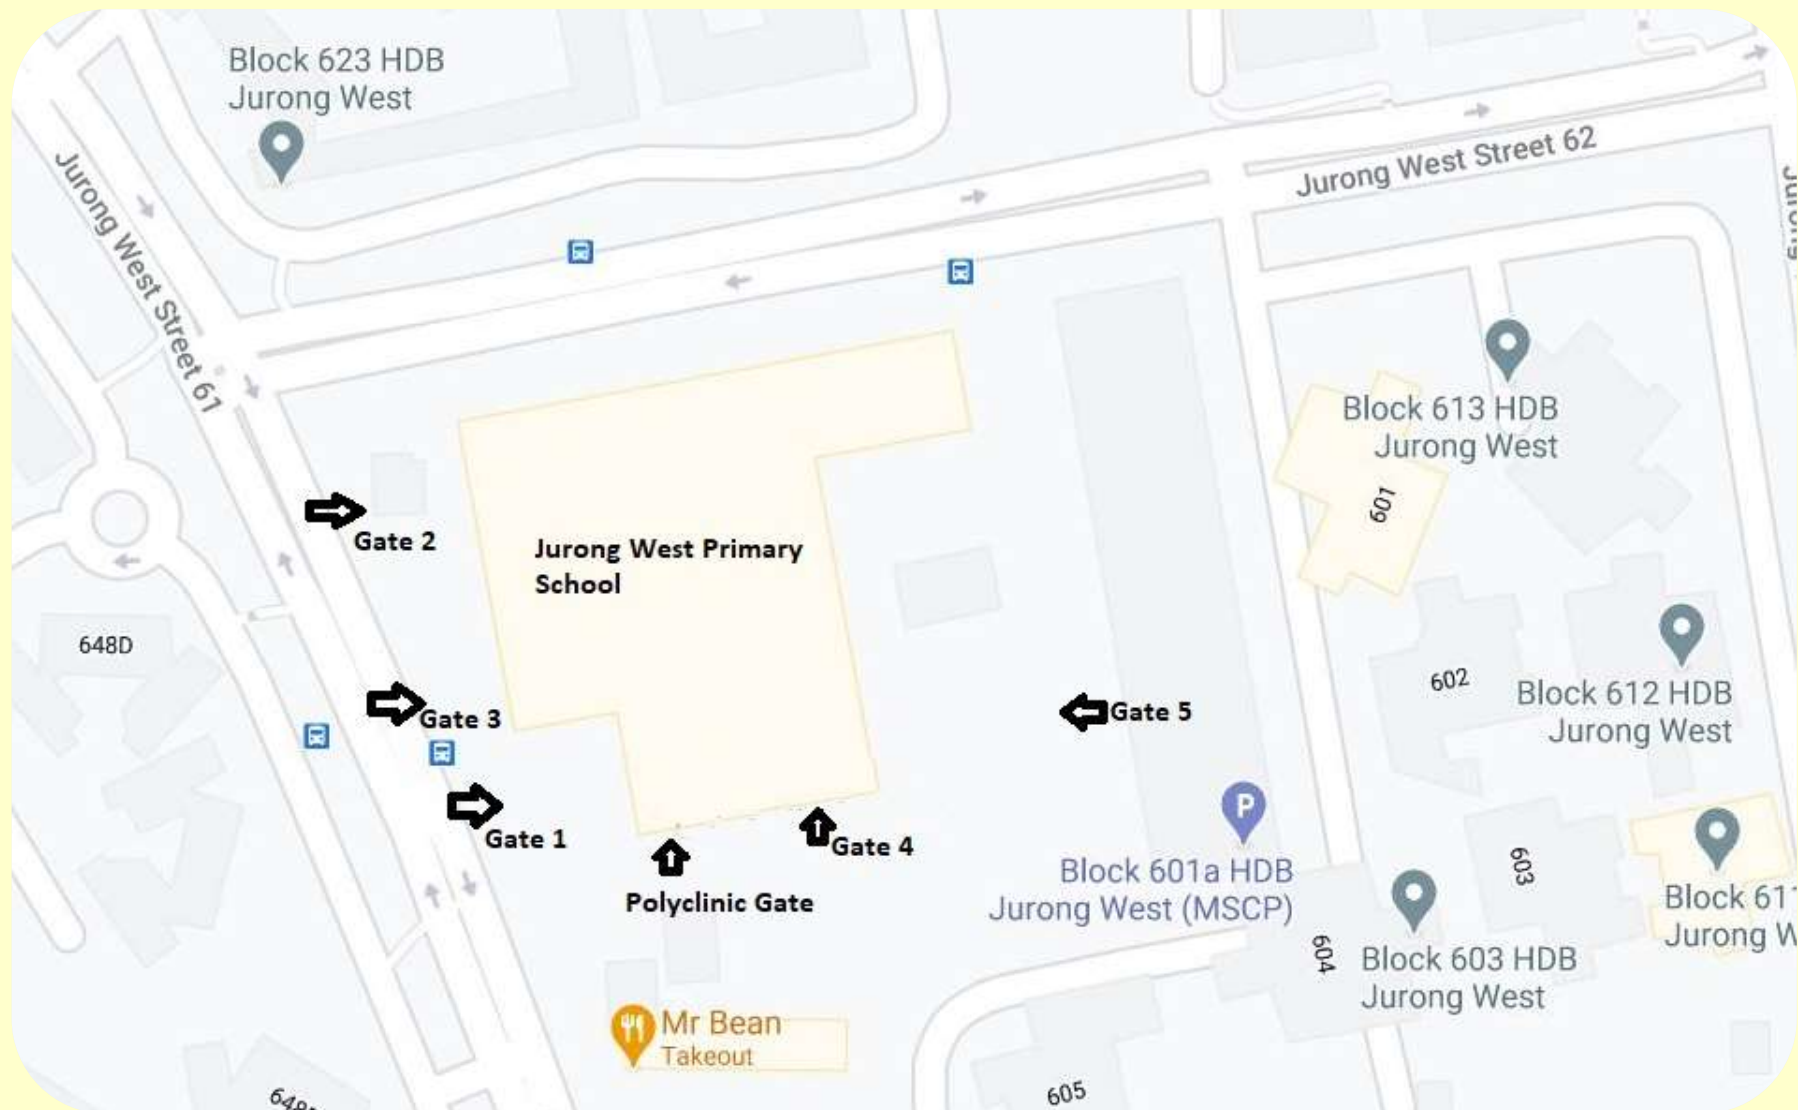 Block 623 HDB
Jurong West
Jurong West Street 62
Jurong West Street 61
Block 613 HDB
Jurong West
601
Gate 2
Jurong West Primary
School
648D
602
Block 612 HDB
Jurong West
Gate 3
Gate 5
P
Gate 1
Gate 4
Block 601a HDB
Jurong West (MSCP)
603
Block 611
Jurong W
Polyclinic Gate
604
Block 603 HDB
Jurong West
Mr Bean
Takeout
605